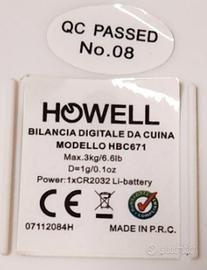 QC PASSED
No.08
HOWELL
BILANCIA DIGITALE DA CUINA
MODELLO HBC671
Max.3kg/6.6lb
D=1g/0.1oz
Power:1xCR2032 Li-battery
CE
07112084H
MADE IN P.R.C.
subito